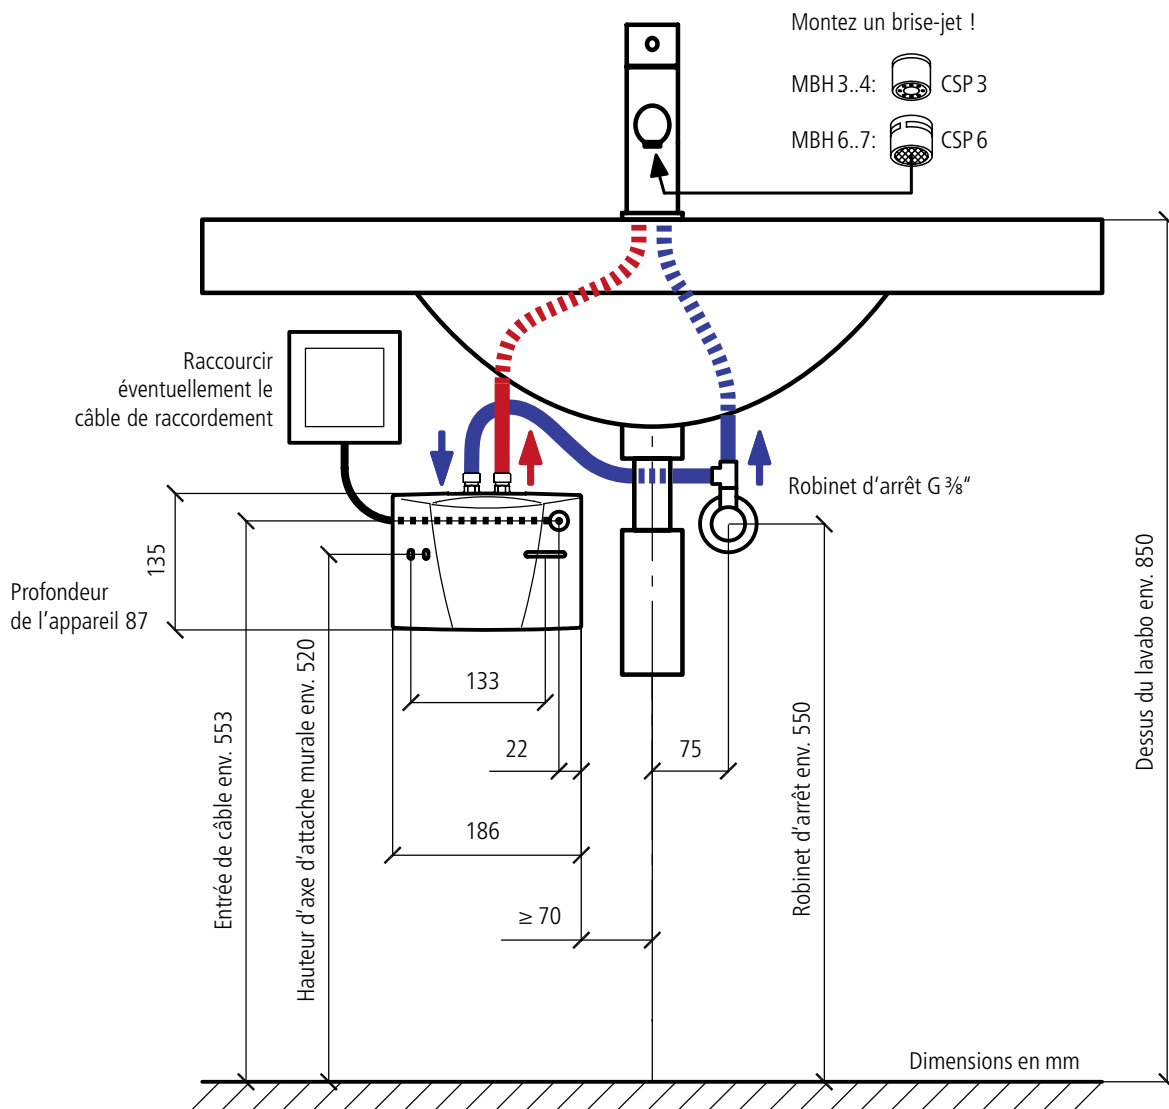 Montez un brise-jet !
MBH 3..4: CSP 3
MBH 6..7: CSP 6
Raccourcir
éventuellement le
câble de raccordement
Robinet d’arrêt G ⅜“
135
Profondeur
de l’appareil 87
133
22
75
186
≥ 70
Entrée de câble env. 553
Hauteur d’axe d’attache murale env. 520
Robinet d’arrêt env. 550
Dessus du lavabo env. 850
Dimensions en mm